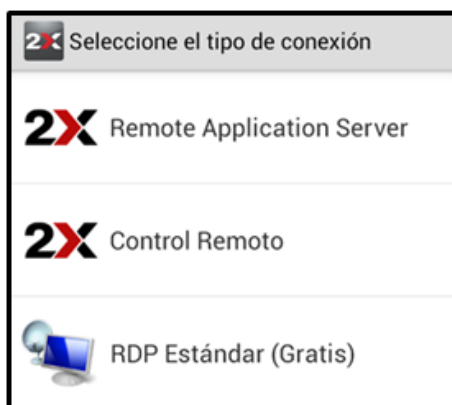 2X Seleccione el tipo de conexión
2X Remote Application Server
2X Control Remoto
RDP Estándar (Gratis)